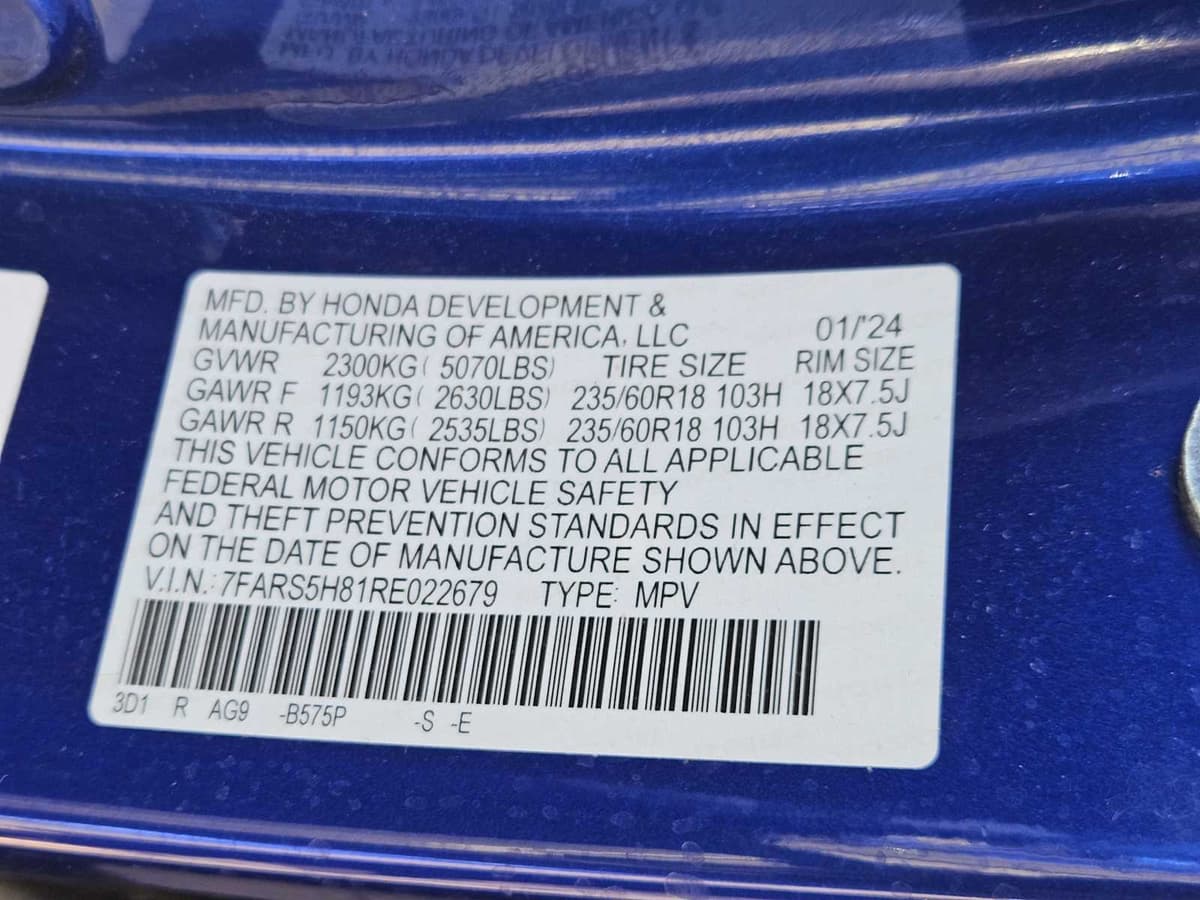 MFD. BY HONDA DEVELOPMENT &
MANUFACTURING OF AMERICA, LLC 01/'24
GVWR 2300KG( 5070LBS) TIRE SIZE RIM SIZE
GAWR F 1193KG( 2630LBS) 235/60R18 103H 18X7.5J
GAWR R 1150KG( 2535LBS) 235/60R18 103H 18X7.5J
THIS VEHICLE CONFORMS TO ALL APPLICABLE
FEDERAL MOTOR VEHICLE SAFETY
AND THEFT PREVENTION STANDARDS IN EFFECT
ON THE DATE OF MANUFACTURE SHOWN ABOVE.
V.I.N.: 7FARS5H81RE022679 TYPE: MPV
3D1 R AG9 -B575P -S -E